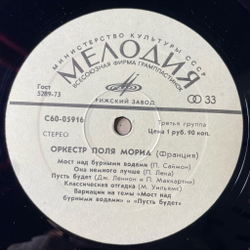 МИНИСТЕРСТВО КУЛЬТУРЫ СССР
МЕЛОДИЯ
ВСЕСОЮЗНАЯ ФИРМА ГРАМПЛАСТИНОК
Гост
5289-73
РИЖСКИЙ ЗАВОД
33
С60-05916
СТЕРЕО
Третья группа
Цена 1 руб. 90 коп.
ОРКЕСТР ПОЛЯ МОРИА (Франция)
Мост над бурными водами (П. Саймон)
Она немного лучше (П. Лена)
Пусть будет (Дж. Леннон и П. Маккартни)
Классическая отгадка (М. Уильямс)
Вариации на темы «Мост над
бурными водами» и «Пусть будет»